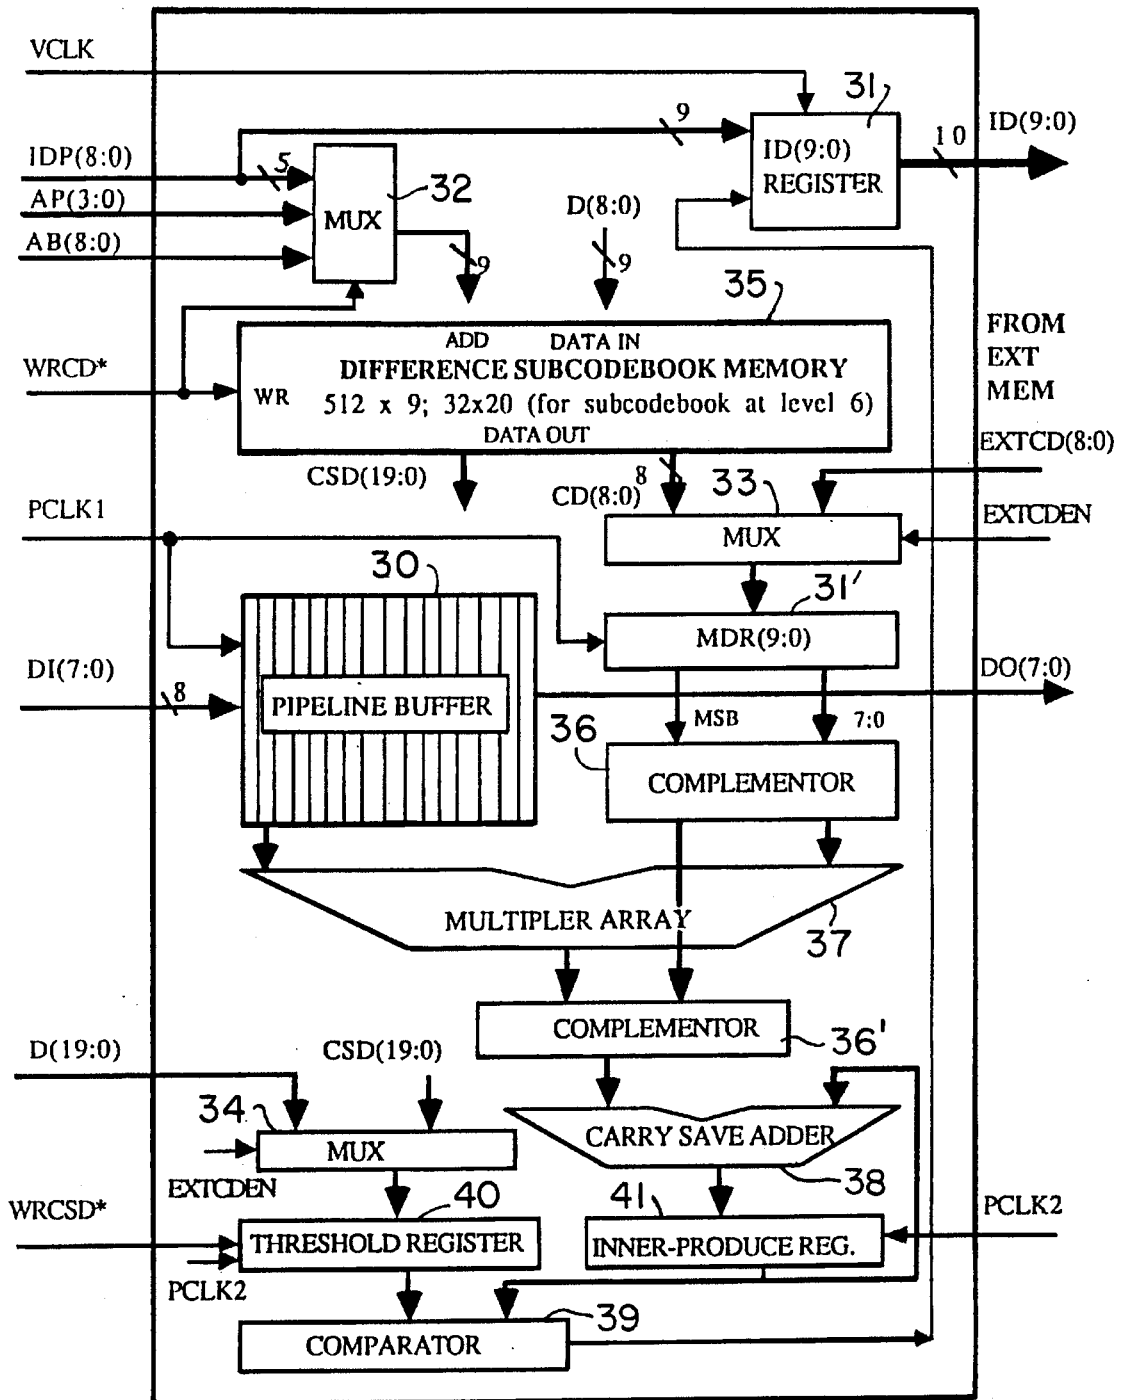 VCLK
31
9
ID(9:0)
REGISTER
10
ID(9:0)
IDP(8:0)
5
AP(3:0)
AB(8:0)
MUX
32
9
D(8:0)
9
35
FROM
EXT
MEM
WRCD*
WR
ADD DATA IN
DIFFERENCE SUBCODEBOOK MEMORY
512 x 9; 32x20 (for subcodebook at level 6)
DATA OUT
CSD(19:0)
CD(8:0)
8
33
EXTCD(8:0)
EXTCDEN
MUX
PCLK1
30
31'
MDR(9:0)
DI(7:0)
8
PIPELINE BUFFER
DO(7:0)
MSB
7:0
36
COMPLEMENTOR
MULTIPLER ARRAY
37
COMPLEMENTOR
36'
D(19:0)
CSD(19:0)
34
MUX
EXTCDEN
CARRY SAVE ADDER
38
WRCSD*
40
THRESHOLD REGISTER
PCLK2
41
INNER-PRODUCE REG.
PCLK2
39
COMPARATOR